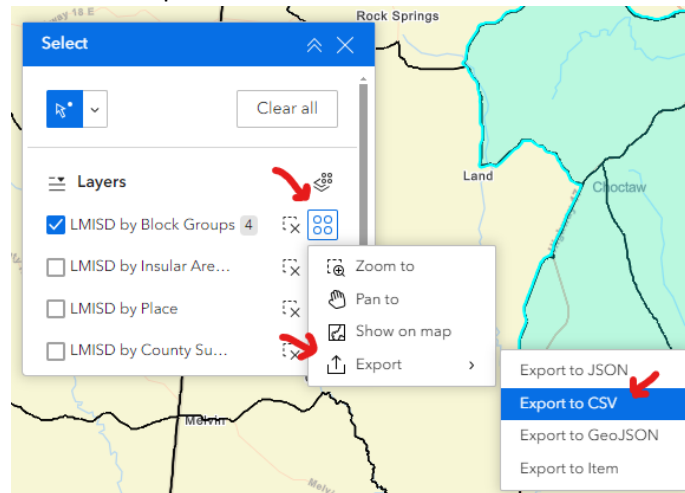 way 18 E
Rock Springs
Select
Clear all
Layers
Land
Choctaw
LMISD by Block Groups 4
LMISD by Insular Are...
Zoom to
LMISD by Place
Pan to
Show on map
LMISD by County Su...
Export
Export to JSON
Export to CSV
Melvin
Export to GeoJSON
Export to Item